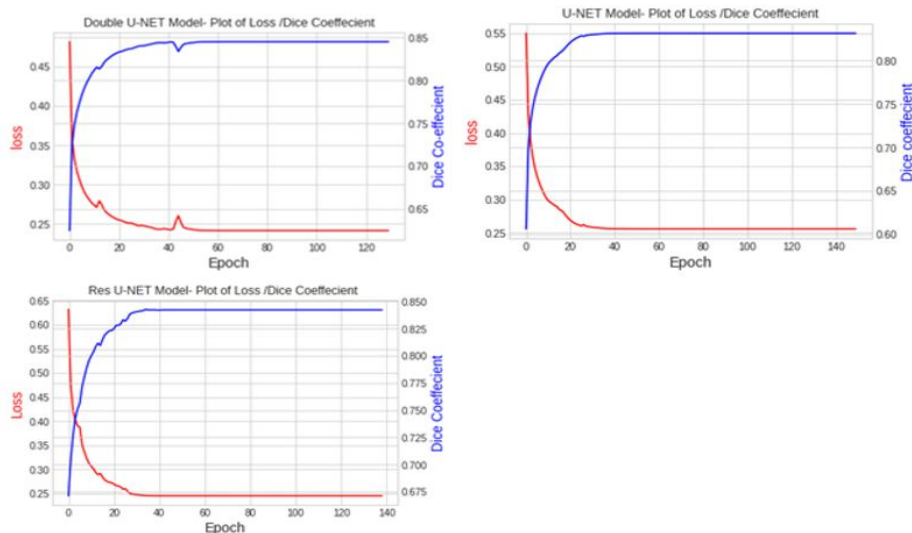 Double U-NET Model- Plot of Loss /Dice Coeffecient
0.45
0.40
0.35
0.30
0.25
loss
0.85
0.80
0.75
0.70
0.65
Dice Co-effecient
0 20 40 60 80 100 120
Epoch
U-NET Model- Plot of Loss /Dice Coeffecient
0.55
0.50
0.45
0.40
0.35
0.30
0.25
loss
0.80
0.75
0.70
0.65
0.60
Dice coeffecient
0 20 40 60 80 100 120 140
Epoch
Res U-NET Model- Plot of Loss /Dice Coeffecient
0.65
0.60
0.55
0.50
0.45
0.40
0.35
0.30
0.25
Loss
0.850
0.825
0.800
0.775
0.750
0.725
0.700
0.675
Dice Coeffecient
0 20 40 60 80 100 120 140
Epoch